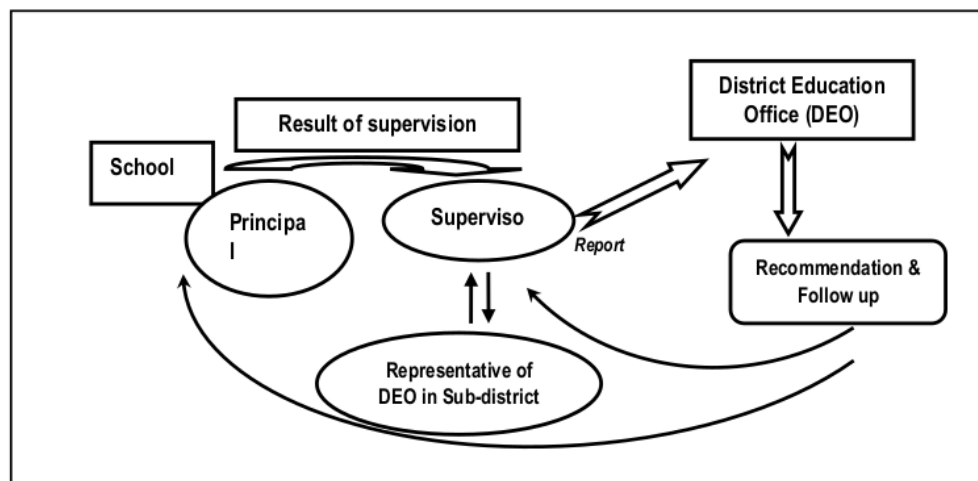 District Education
Office (DEO)
Result of supervision
School
Principa
l
Superviso
Report
Recommendation &
Follow up
Representative of
DEO in Sub-district